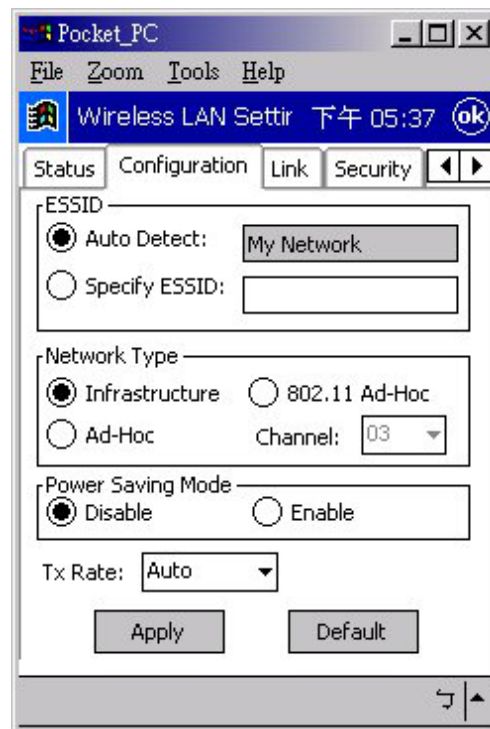 Pocket_PC
File Zoom Tools Help
Wireless LAN Settir 下午 05:37 ok
Status Configuration Link Security
ESSID
Auto Detect: My Network
Specify ESSID:
Network Type
Infrastructure 802.11 Ad-Hoc
Ad-Hoc Channel: 03
Power Saving Mode
Disable Enable
Tx Rate: Auto
Apply Default
ㄅ